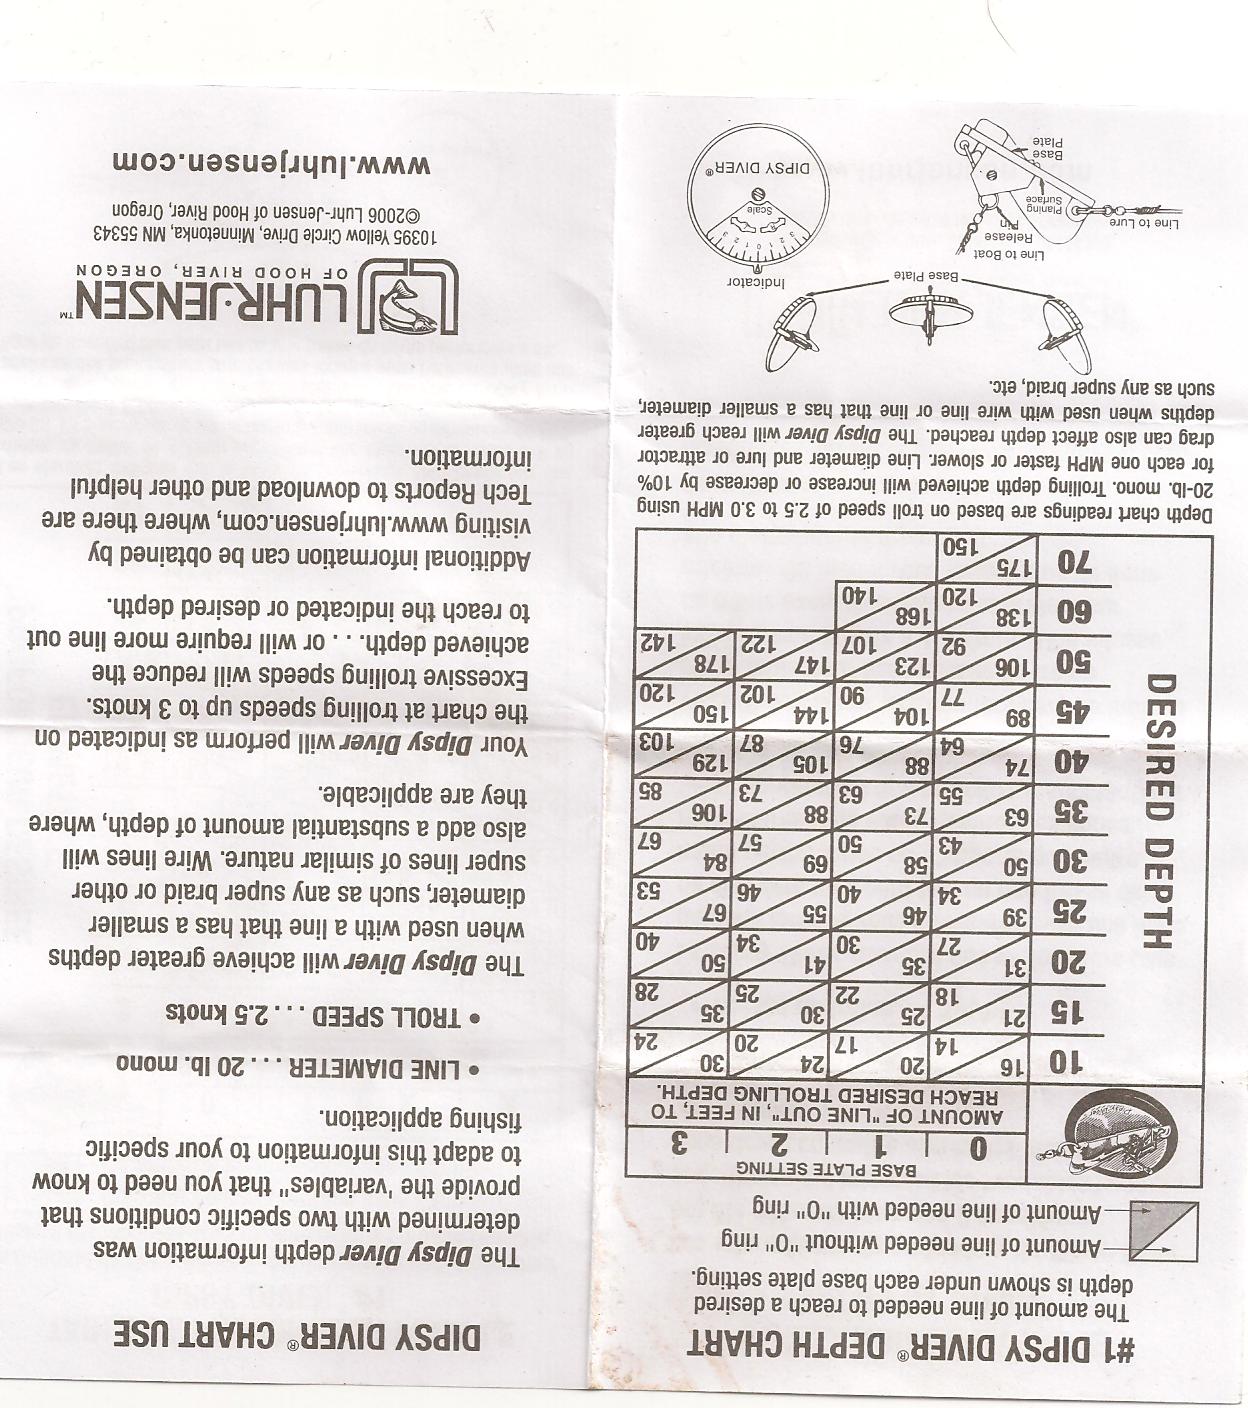 #1 DIPSY DIVER® DEPTH CHART
The amount of line needed to reach a desired
depth is shown under each base plate setting.
Amount of line needed without "O" ring
Amount of line needed with "O" ring
BASE PLATE SETTING
0 1 2 3
AMOUNT OF "LINE OUT", IN FEET, TO
REACH DESIRED TROLLING DEPTH.
DESIRED DEPTH
10 16 14 20 17 24 20 30 24
15 21 18 25 22 30 25 35 28
20 31 27 35 30 41 34 50 40
25 39 34 46 40 55 46 67 53
30 50 43 58 50 69 57 84 67
35 63 55 73 63 88 73 106 85
40 74 64 88 76 105 87 129 103
45 89 77 104 90 144 102 150 120
50 106 92 123 107 147 122 178 142
60 138 120 168 140
70 175 150
Depth chart readings are based on troll speed of 2.5 to 3.0 MPH using
20-lb. mono. Trolling depth achieved will increase or decrease by 10%
for each one MPH faster or slower. Line diameter and lure or attractor
drag can also affect depth reached. The Dipsy Diver will reach greater
depths when used with wire line or line that has a smaller diameter,
such as any super braid, etc.
Base Plate
Line to Boat
Release
Pin
Line to Lure
Planing
Surface
Base
Plate
Indicator
3 2 1 0 1 2 3
Scale
DIPSY DIVER®
DIPSY DIVER® CHART USE
The Dipsy Diver depth information was
determined with two specific conditions that
provide the 'variables" that you need to know
to adapt this information to your specific
fishing application.
• LINE DIAMETER . . . . 20 lb. mono
• TROLL SPEED . . . . 2.5 knots
The Dipsy Diver will achieve greater depths
when used with a line that has a smaller
diameter, such as any super braid or other
super lines of similar nature. Wire lines will
also add a substantial amount of depth, where
they are applicable.
Your Dipsy Diver will perform as indicated on
the chart at trolling speeds up to 3 knots.
Excessive trolling speeds will reduce the
achieved depth. . . or will require more line out
to reach the indicated or desired depth.
Additional information can be obtained by
visiting www.luhrjensen.com, where there are
Tech Reports to download and other helpful
information.
LUHR·JENSEN™
OF HOOD RIVER, OREGON
10395 Yellow Circle Drive, Minnetonka, MN 55343
©2006 Luhr-Jensen of Hood River, Oregon
www.luhrjensen.com